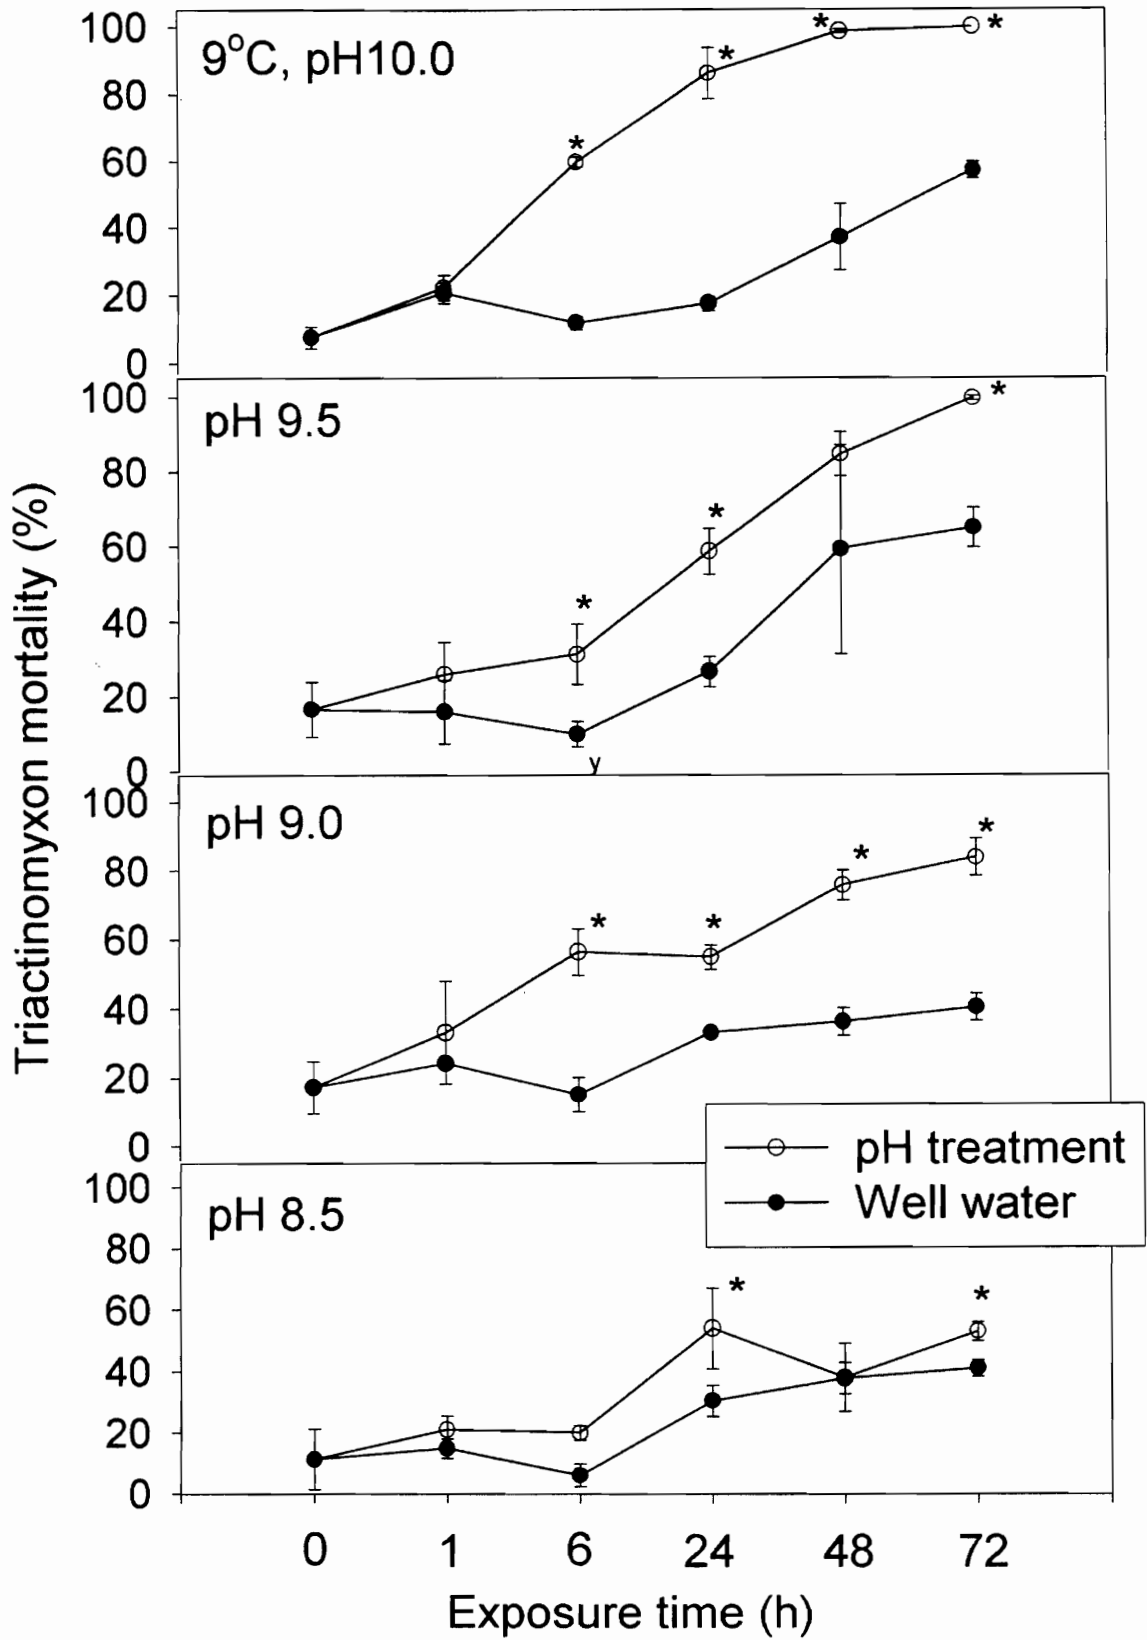 Triactinomyxon mortality (%)
9°C, pH10.0
100
80
60
40
20
0
* * * *
pH 9.5
100
80
60
40
20
0
* * *
y
pH 9.0
100
80
60
40
20
0
* * * *
pH treatment
Well water
pH 8.5
100
80
60
40
20
0
* *
0 1 6 24 48 72
Exposure time (h)